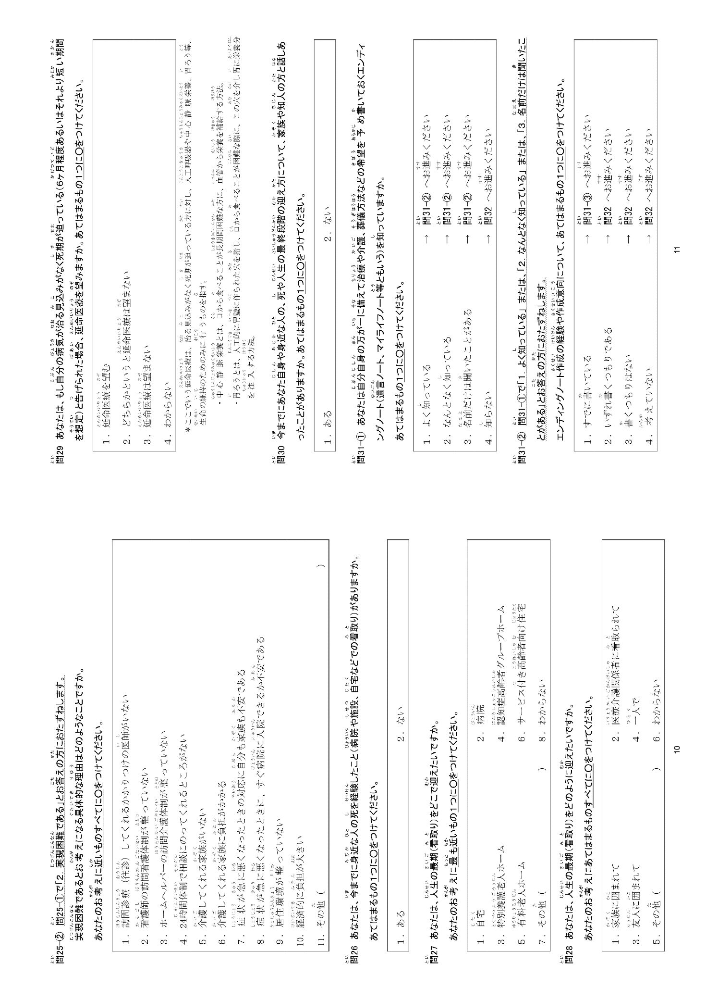 問25-② 問25-①で「2. 実現困難である」とお答えの方におたずねします。
実現困難であるとお考えになる具体的な理由はどのようなことですか。
あなたのお考えに近いものすべてに〇をつけてください。
1. 訪問診療（往診）してくれるかかりつけの医師がいない
2. 看護師の訪問看護体制が整っていない
3. ホームヘルパーの訪問介護体制が整っていない
4. 24時間体制で相談にのってくれるところがない
5. 介護してくれる家族がいない
6. 介護してくれる家族に負担がかかる
7. 症状が急に悪くなったときの対応に自分も家族も不安である
8. 症状が急に悪くなったときに、すぐ病院に入院できるか不安である
9. 居住環境が整っていない
10. 経済的に負担が大きい
11. その他（ ）
問26 あなたは、今までに身近な人の死を経験したこと（病院や施設、自宅などでの看取り）がありますか。
あてはまるもの1つに〇をつけてください。
1. ある 2. ない
問27 あなたは、人生の最期（看取り）をどこで迎えたいですか。
あなたのお考えに最も近いもの1つに〇をつけてください。
1. 自宅 2. 病院
3. 特別養護老人ホーム 4. 認知症高齢者グループホーム
5. 有料老人ホーム 6. サービス付き高齢者向け住宅
7. その他（ ） 8. わからない
問28 あなたは、人生の最期（看取り）をどのように迎えたいですか。
あなたのお考えにあてはまるものすべてに〇をつけてください。
1. 家族に囲まれて 2. 医療介護関係者に看取られて
3. 友人に囲まれて 4. 一人で
5. その他（ ） 6. わからない
10
問29 あなたは、もし自分の病気が治る見込みがなく死期が迫っている（6ヶ月程度あるいはそれより短い期間
を想定）と告げられた場合、延命医療を望みますか。あてはまるもの1つに〇をつけてください。
1. 延命医療を望む
2. どちらかというと延命医療は望まない
3. 延命医療は望まない
4. わからない
＊ここでいう延命医療は、治る見込みがなく死期が迫っている方に対し、人工呼吸器や中心静脈栄養、胃ろう等、
生命の維持のためのみに行うものを指す。
・中心静脈栄養とは、口から食べることが長期間困難な方に、血管から栄養を補給する方法。
・胃ろうとは、人工的に胃壁に作られた穴を指し、口から食べることが困難な際に、この穴を介し胃に栄養分
を注入する方法。
問30 今までにあなた自身や身近な人の、死や人生の最終段階の迎え方について、家族や知人の方と話しあ
ったことがありますか。あてはまるもの1つに〇をつけてください。
1. ある 2. ない
問31-① あなたは自分自身の万が一に備えて治療や介護、葬儀方法などの希望を予め書いておくエンディ
ングノート（遺言ノート、マイライフノート等ともいう）を知っていますか。
あてはまるもの1つに〇をつけてください。
1. よく知っている → 問31-② へお進みください
2. なんとなく知っている → 問31-② へお進みください
3. 名前だけは聞いたことがある → 問31-② へお進みください
4. 知らない → 問32 へお進みください
問31-② 問31-①で「1. よく知っている」または、「2. なんとなく知っている」または、「3. 名前だけは聞いたこ
とがある」とお答えの方におたずねします。
エンディングノート作成の経験や作成意向について、あてはまるもの1つに〇をつけてください。
1. すでに書いている → 問31-③ へお進みください
2. いずれ書くつもりである → 問32 へお進みください
3. 書くつもりはない → 問32 へお進みください
4. 考えていない → 問32 へお進みください
11